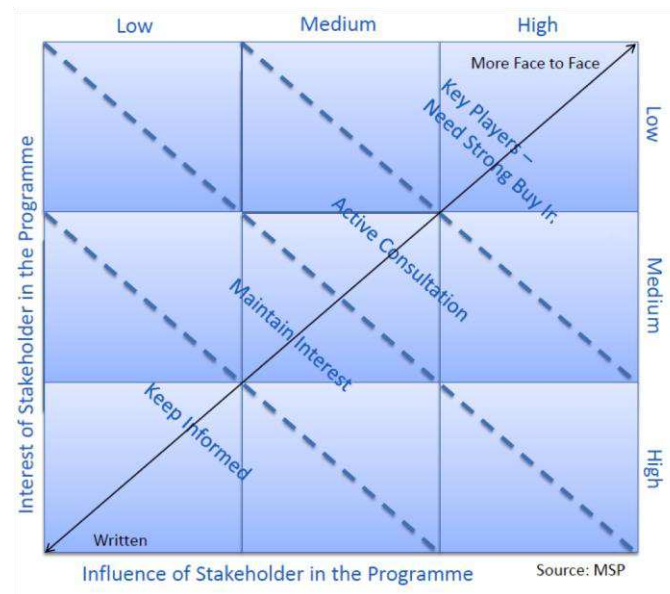 Low Medium High
More Face to Face
Key Players –
Need Strong Buy In.
Low
Active Consultation
Medium
Maintain Interest
Keep Informed
High
Interest of Stakeholder in the Programme
Written
Influence of Stakeholder in the Programme
Source: MSP